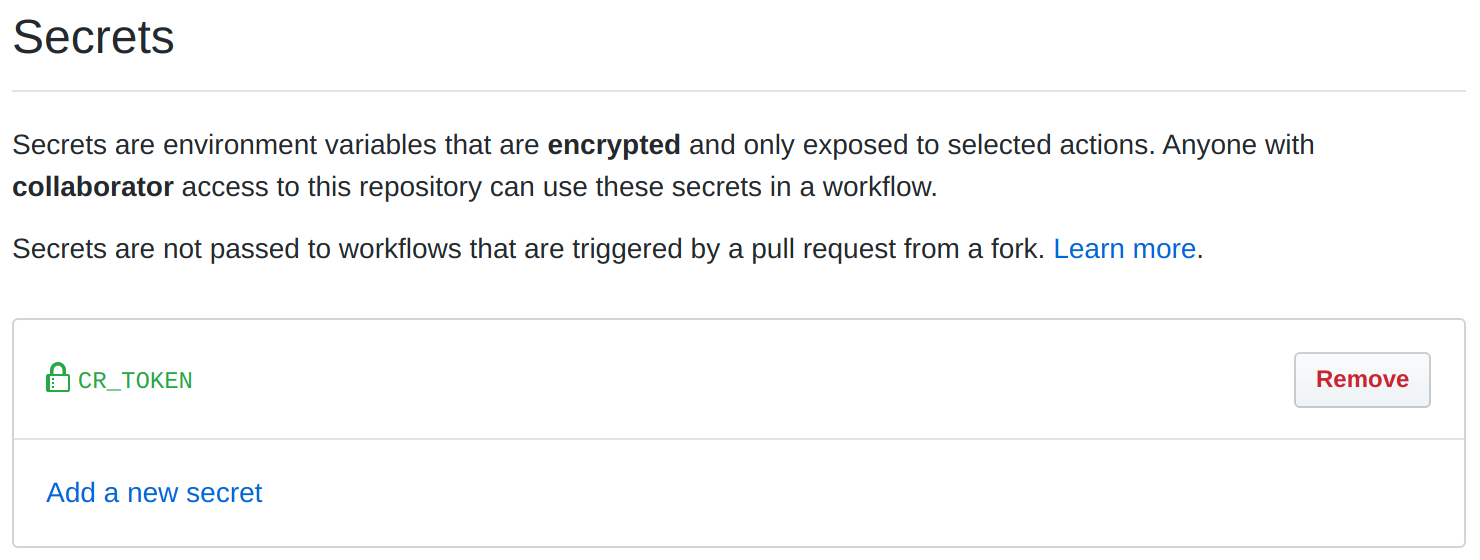 Secrets
Secrets are environment variables that are encrypted and only exposed to selected actions. Anyone with
collaborator access to this repository can use these secrets in a workflow.
Secrets are not passed to workflows that are triggered by a pull request from a fork. Learn more.
CR_TOKEN
Remove
Add a new secret